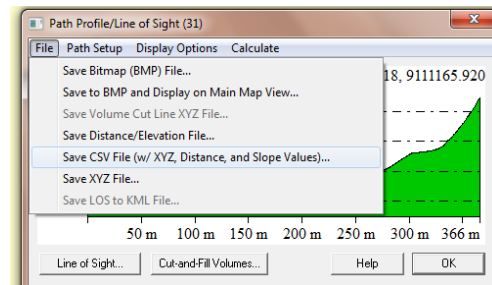 Path Profile/Line of Sight (31)
File Path Setup Display Options Calculate
Save Bitmap (BMP) File...
18, 9111165.920
Save to BMP and Display on Main Map View...
Save Volume Cut Line XYZ File...
Save Distance/Elevation File...
Save CSV File (w/ XYZ, Distance, and Slope Values)...
Save XYZ File...
Save LOS to KML File...
50 m 100 m 150 m 200 m 250 m 300 m 366 m
Line of Sight... Cut-and-Fill Volumes... Help OK